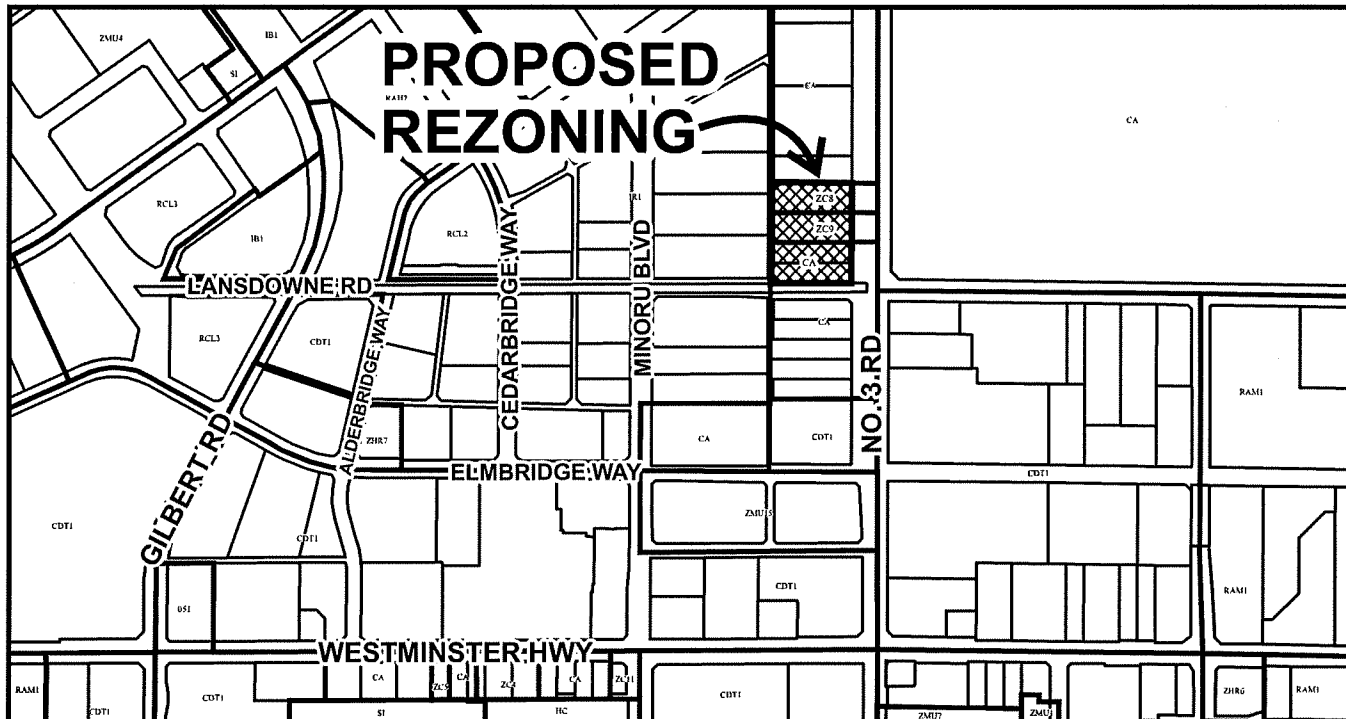 ZMU4
IB1
SI
PROPOSED
REZONING
CA
CA
RCL3
RCL2
IB1
ZC8
ZC9
CA
LANSDOWNE RD
CEDARBRIDGE WAY
MINORU BLVD
NO. 3 RD
ALDERBRIDGE WAY
GILBERT RD
RCL3
CDT1
CA
RAM1
ZHR7
CA
CDT1
ELMBRIDGE WAY
CDT1
CDT1
CDT1
ZMU15
CDT1
RAM1
WESTMINSTER HWY
RAM1
CDT1
CDT1
CA
CA
ZC4
CA
CDT1
ZHR6
RAM1
SI
HC
ZMU7